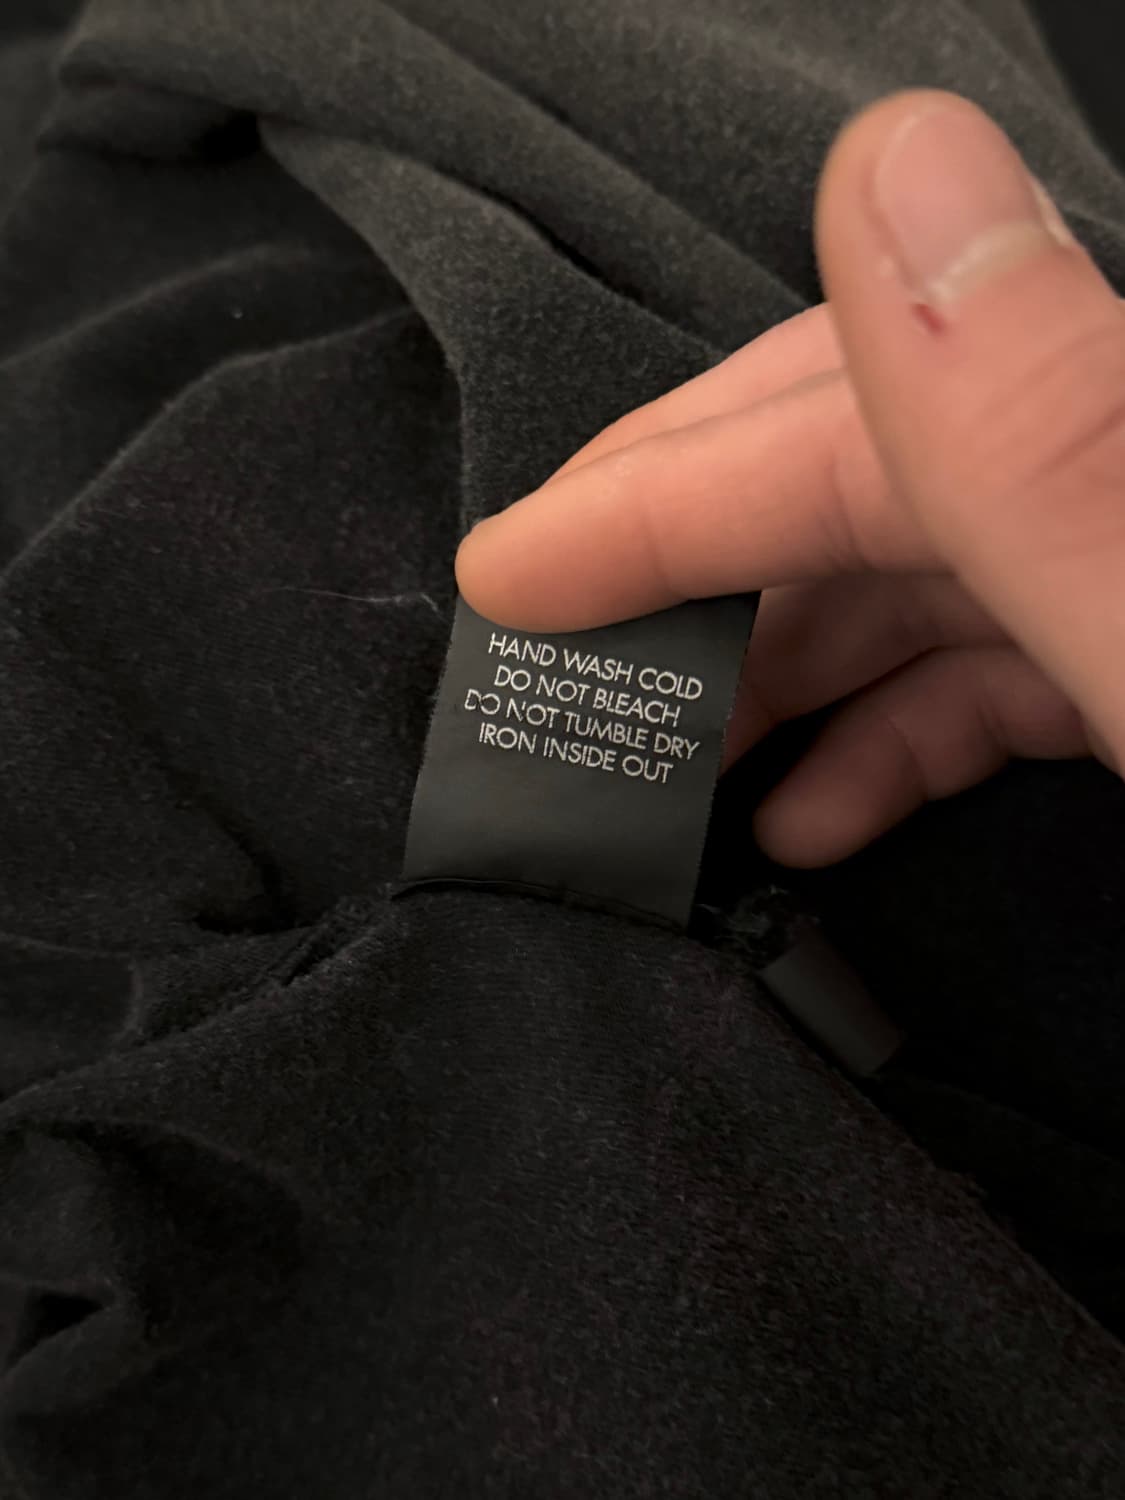 HAND WASH COLD
DO NOT BLEACH
DO NOT TUMBLE DRY
IRON INSIDE OUT